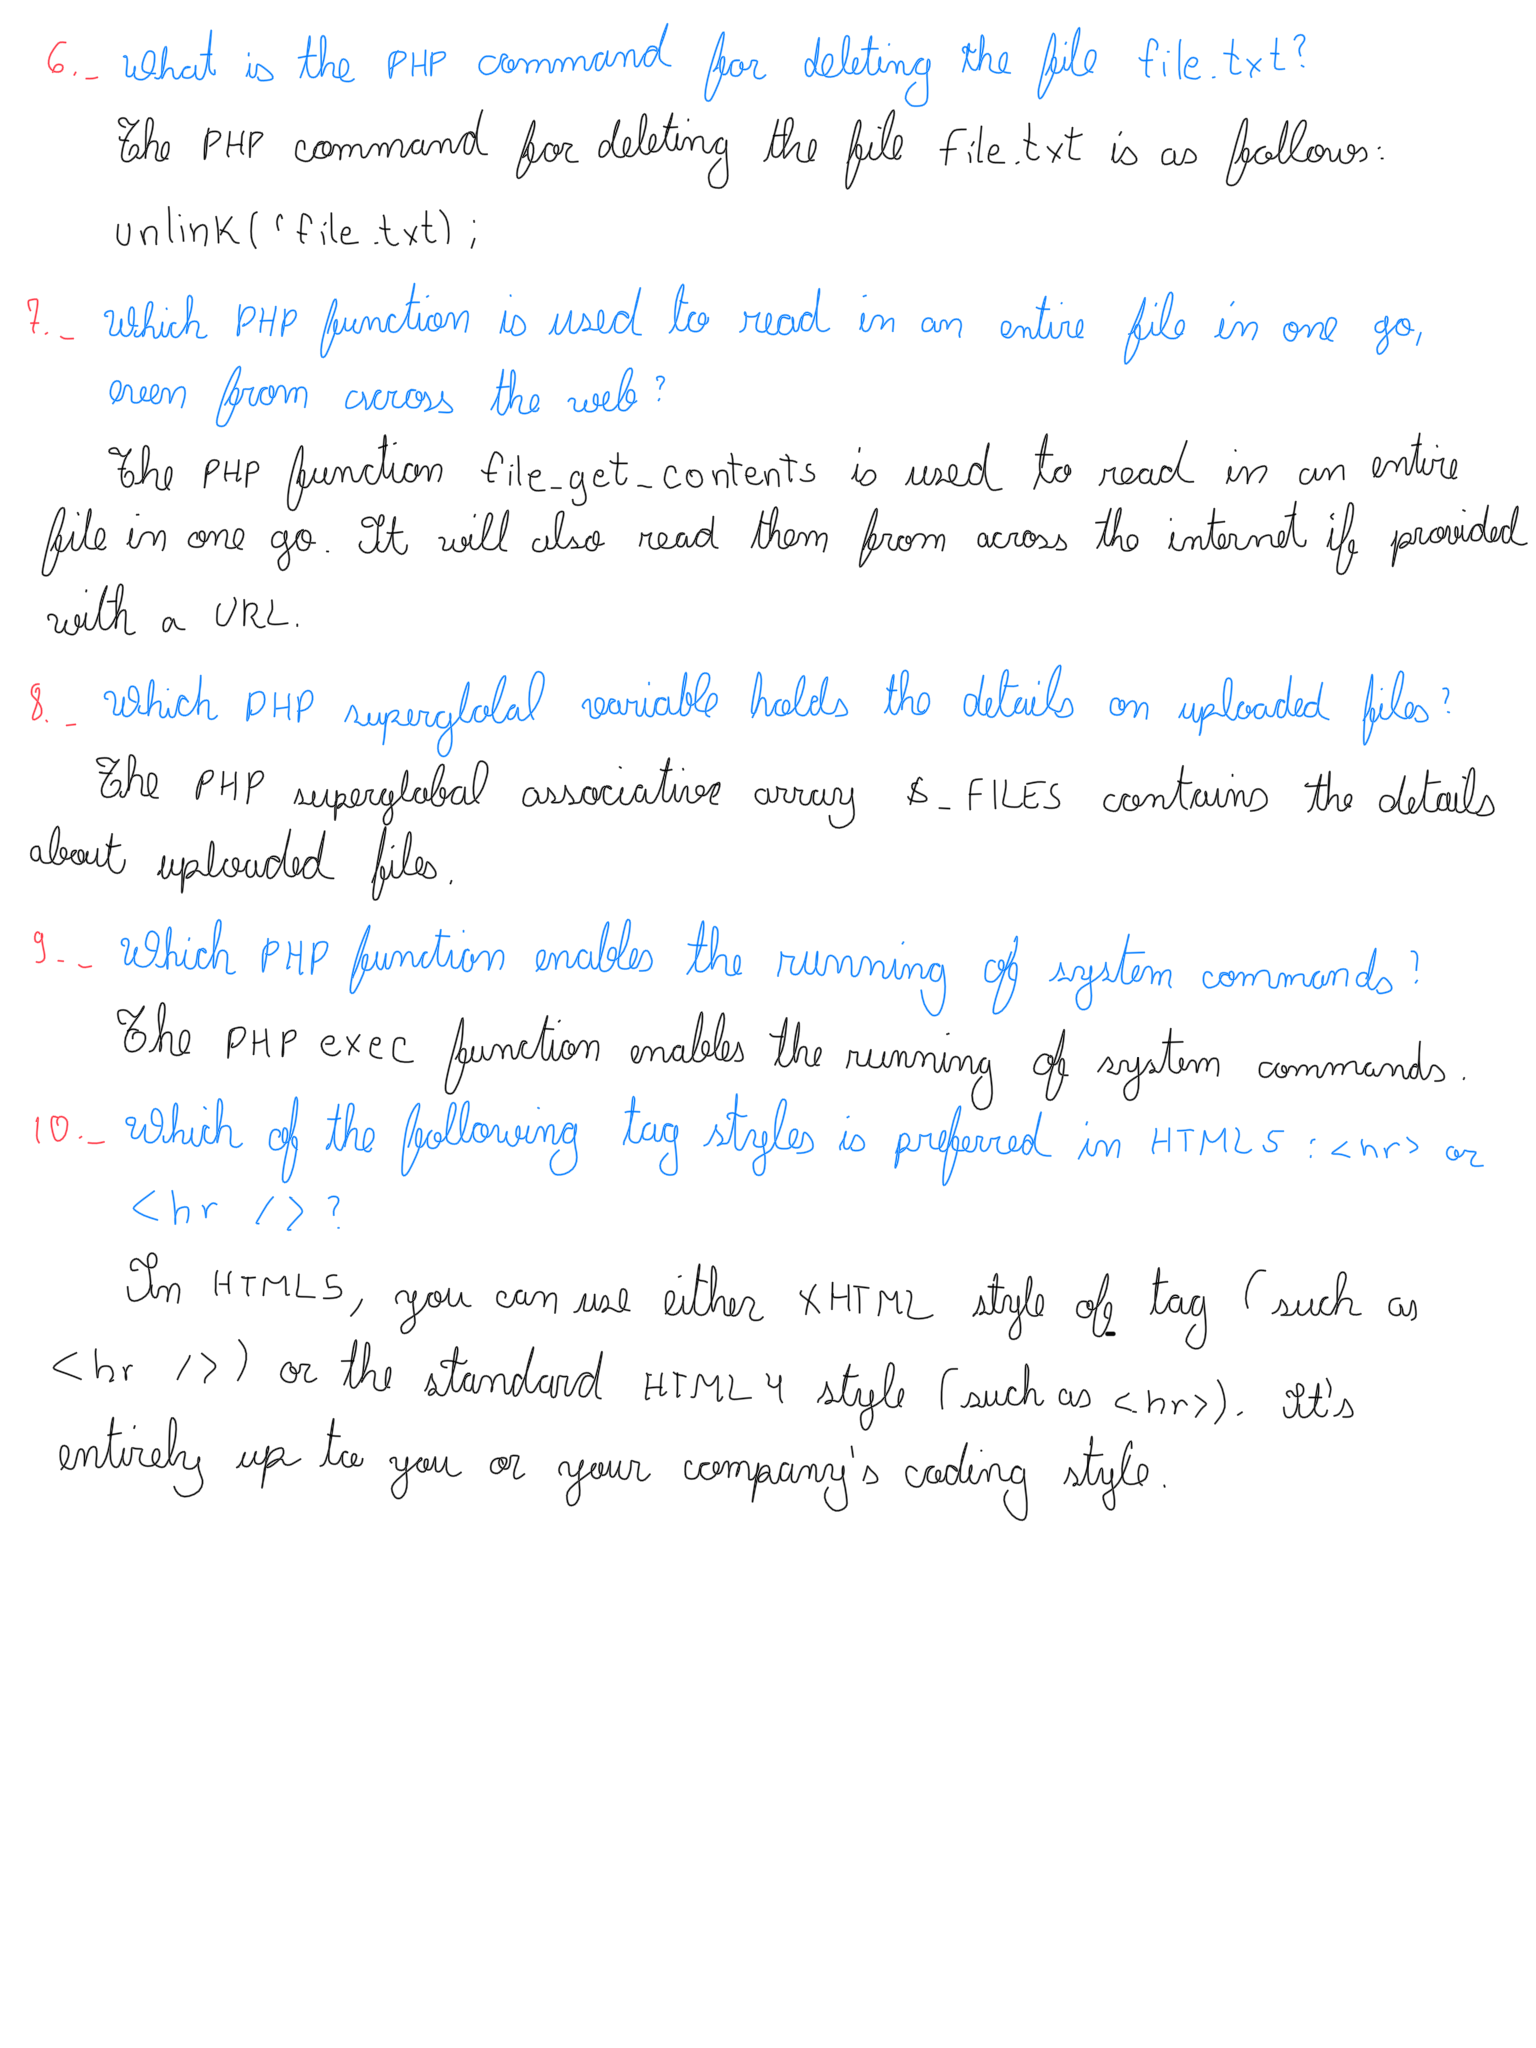 6._ What is the PHP command for deleting the file file.txt?
The PHP command for deleting the file file.txt is as follows:
unlink('file.txt);
7._ Which PHP function is used to read in an entire file in one go,
even from across the web?
The PHP function file_get_contents is used to read in an entire
file in one go. It will also read them from across the internet if provided
with a URL.
8._ Which PHP superglolal variable holds the details on uploaded files?
The PHP superglobal associative array $_FILES contains the details
about uploaded files.
9._ Which PHP function enables the running of system commands?
The PHP exec function enables the running of system commands.
10._ Which of the following tag styles is preferred in HTML5: <hr> or
<hr />?
In HTML5, you can use either XHTML style of tag (such as
<hr />) or the standard HTML4 style (such as <hr>). It's
entirely up to you or your company's coding style.